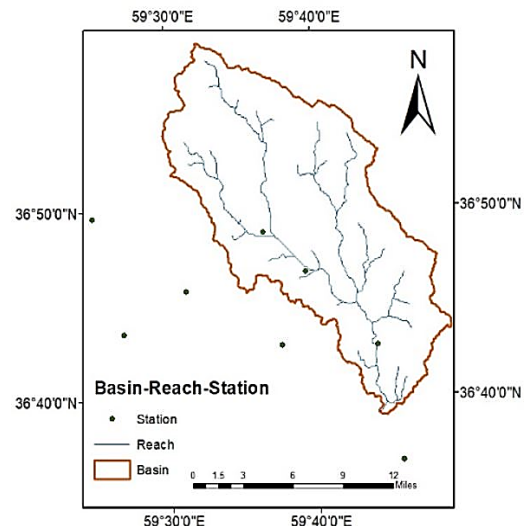 59°30'0"E 59°40'0"E
N
36°50'0"N 36°50'0"N
Basin-Reach-Station
Station
Reach
Basin
36°40'0"N 36°40'0"N
0 1.5 3 6 9 12
Miles
59°30'0"E 59°40'0"E